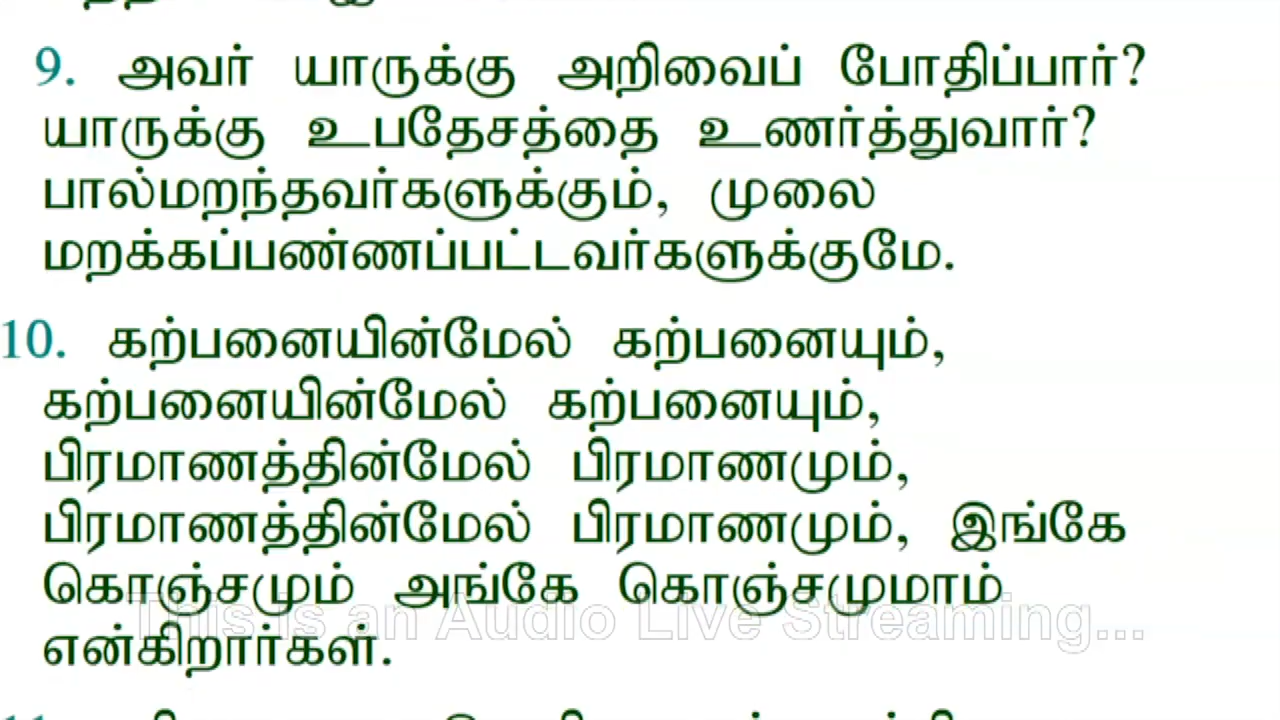 9. அவர் யாருக்கு அறிவைப் போதிப்பார்?
யாருக்கு உபதேசத்தை உணர்த்துவார்?
பால்மறந்தவர்களுக்கும், முலை
மறக்கப்பண்ணப்பட்டவர்களுக்குமே.
10. கற்பனையின்மேல் கற்பனையும்,
கற்பனையின்மேல் கற்பனையும்,
பிரமாணத்தின்மேல் பிரமாணமும்,
பிரமாணத்தின்மேல் பிரமாணமும், இங்கே
கொஞ்சமும் அங்கே கொஞ்சமுமாம்
This is an Audio Live Streaming...
என்கிறார்கள்.